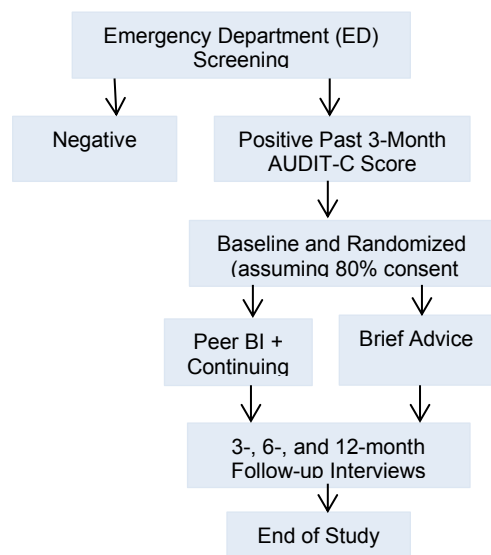 Emergency Department (ED)
Screening
Negative
Positive Past 3-Month
AUDIT-C Score
Baseline and Randomized
(assuming 80% consent
Peer BI +
Continuing
Brief Advice
3-, 6-, and 12-month
Follow-up Interviews
End of Study